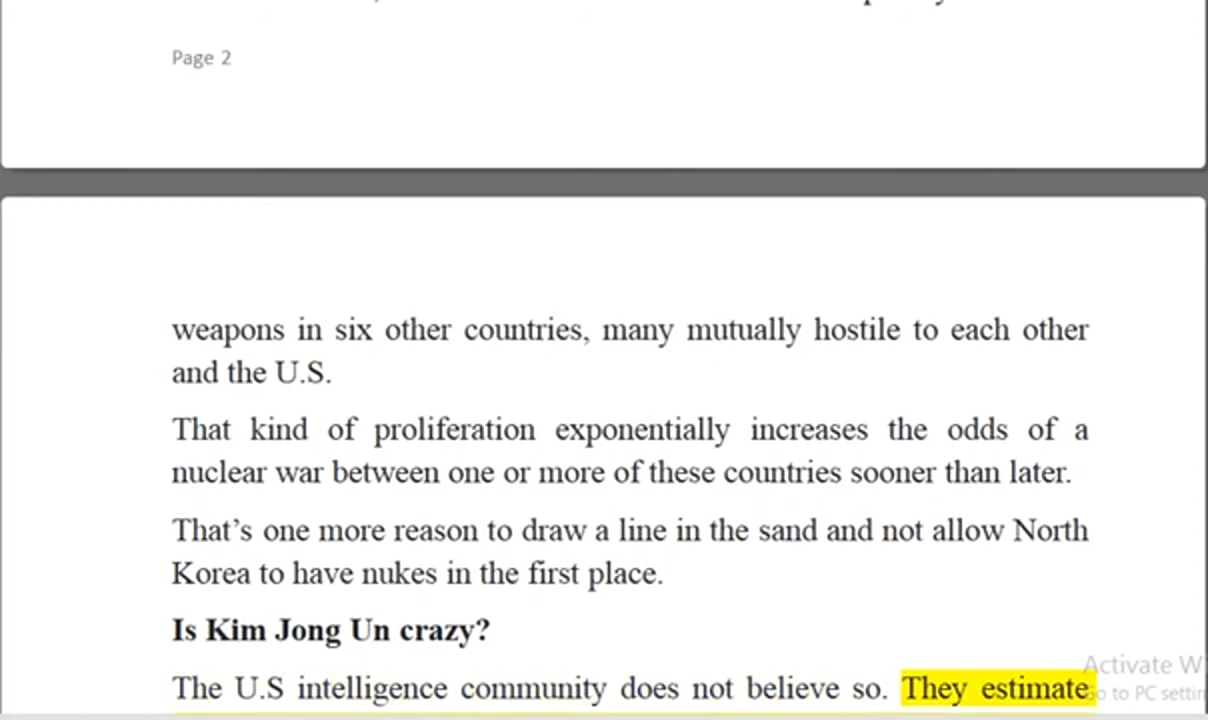 Page 2
weapons in six other countries, many mutually hostile to each other
and the U.S.
That kind of proliferation exponentially increases the odds of a
nuclear war between one or more of these countries sooner than later.
That’s one more reason to draw a line in the sand and not allow North
Korea to have nukes in the first place.
Is Kim Jong Un crazy?
The U.S intelligence community does not believe so. They estimate
Activate W
to PC settin